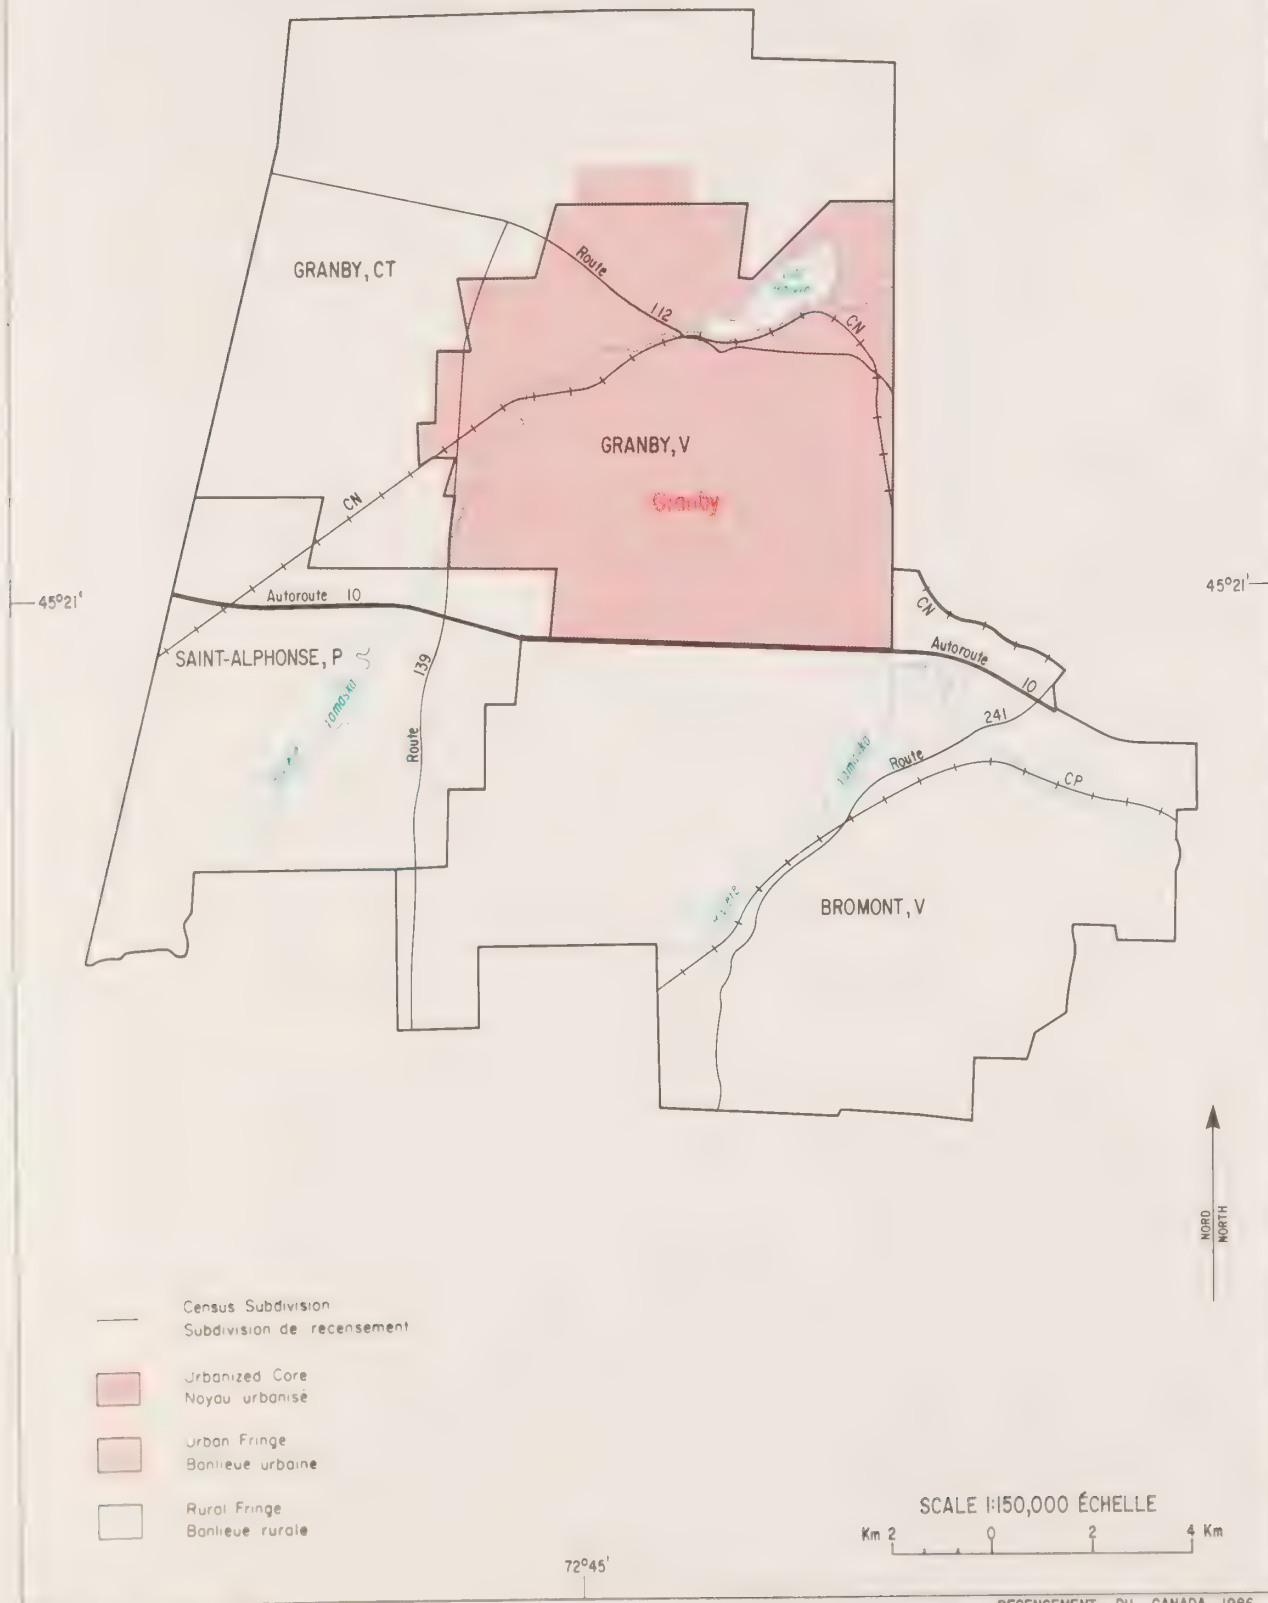 GRANBY, CT
Route
112
CN
GRANBY, V
Granby
CN
45°21'
45°21'
Autoroute 10
CN
SAINT-ALPHONSE, P
139
Autoroute
10
Yamaska
Route
241
Yamaska
Route
CP
BROMONT, V
NORD
NORTH
Census Subdivision
Subdivision de recensement
Urbanized Core
Noyau urbanisé
Urban Fringe
Banlieue urbaine
Rural Fringe
Banlieue rurale
SCALE 1:150,000 ÉCHELLE
Km 2 0 2 4 Km
72°45'
RECENSEMENT DU CANADA 1986